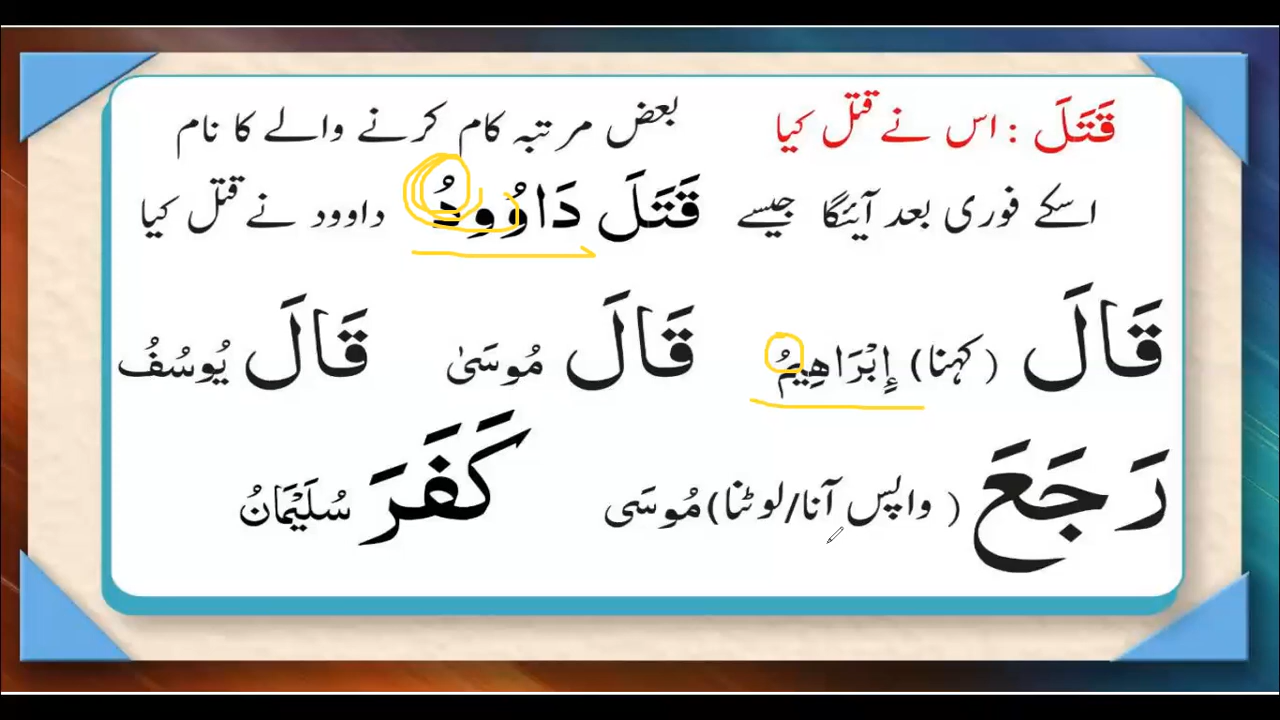 قَتَلَ : اس نے قتل کیا بعض مرتبہ کام کرنے والے کا نام
اسکے فوری بعد آئیگا جیسے قَتَلَ دَاوُودُ داوود نے قتل کیا
قَالَ (کہنا) إِبْرَاهِيمُ قَالَ مُوسَىٰ قَالَ يُوسُفُ
رَجَعَ ( واپس آنا/لوٹنا) مُوسَى كَفَرَ سُلَيْمَانُ